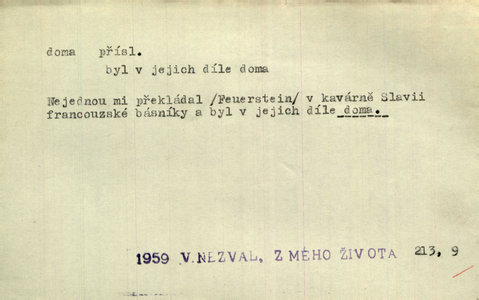 doma přísl.
byl v jejich díle doma
Nejednou mi překládal /Feuerstein/ v kavárně Slavii
francouzské básníky a byl v jejich díle doma.
1959 V. NEZVAL, Z MÉHO ŽIVOTA 213, 9